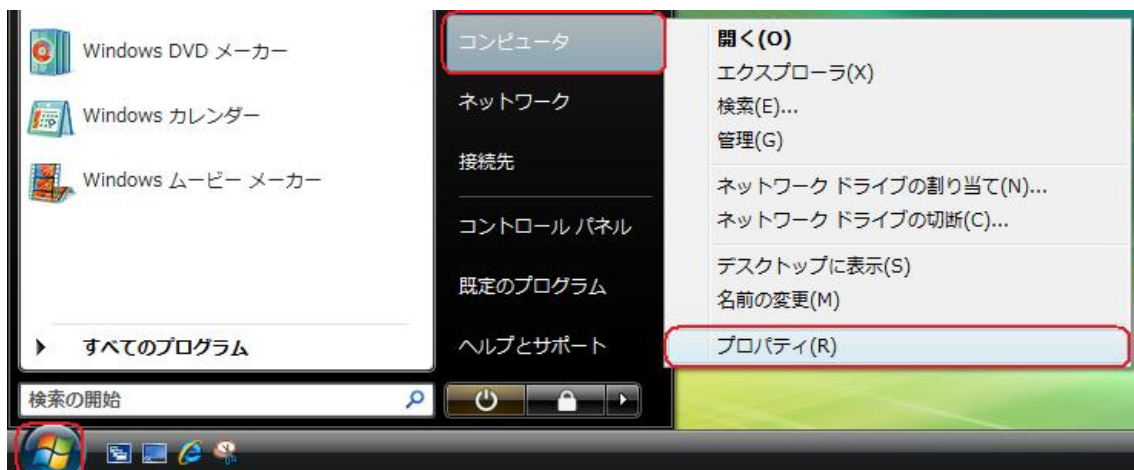 Windows DVD メーカー
Windows カレンダー
Windows ムービー メーカー
すべてのプログラム
検索の開始
コンピュータ
ネットワーク
接続先
コントロール パネル
既定のプログラム
ヘルプとサポート
開く(O)
エクスプローラ(X)
検索(E)...
管理(G)
ネットワーク ドライブの割り当て(N)...
ネットワーク ドライブの切断(C)...
デスクトップに表示(S)
名前の変更(M)
プロパティ(R)